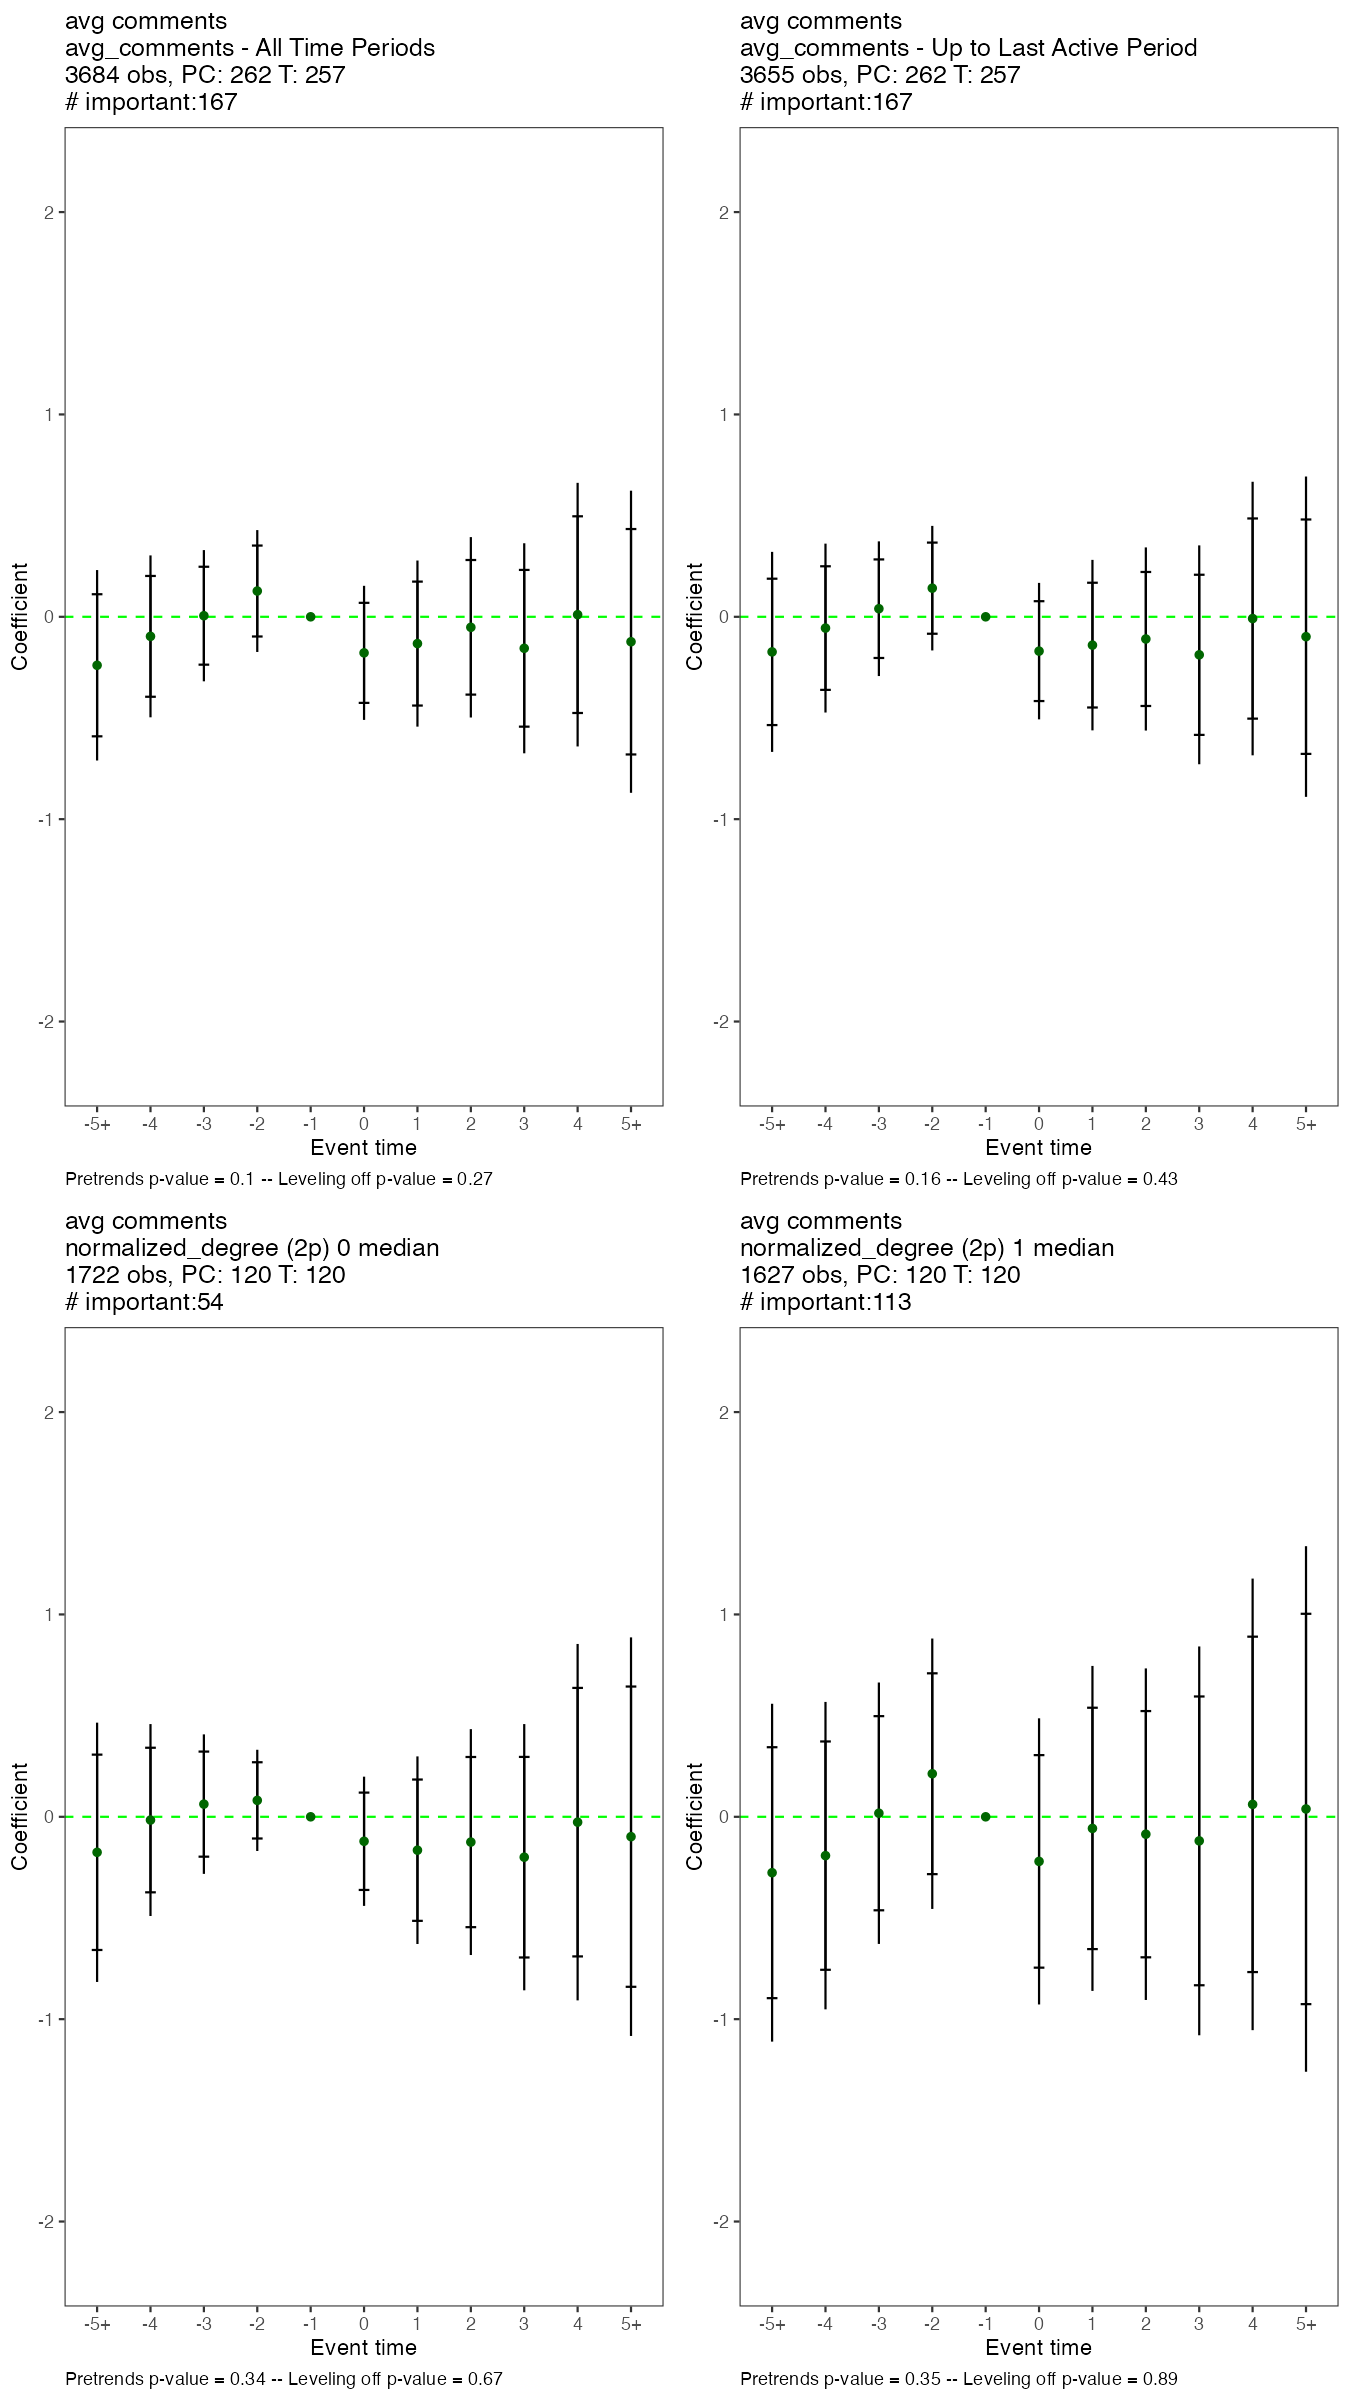 avg comments
avg_comments - All Time Periods
3684 obs, PC: 262 T: 257
# important:167
2
1
0
-1
-2
Coefficient
-5+ -4 -3 -2 -1 0 1 2 3 4 5+
Event time
Pretrends p-value = 0.1 -- Leveling off p-value = 0.27
avg comments
avg_comments - Up to Last Active Period
3655 obs, PC: 262 T: 257
# important:167
2
1
0
-1
-2
Coefficient
-5+ -4 -3 -2 -1 0 1 2 3 4 5+
Event time
Pretrends p-value = 0.16 -- Leveling off p-value = 0.43
avg comments
normalized_degree (2p) 0 median
1722 obs, PC: 120 T: 120
# important:54
2
1
0
-1
-2
Coefficient
-5+ -4 -3 -2 -1 0 1 2 3 4 5+
Event time
Pretrends p-value = 0.34 -- Leveling off p-value = 0.67
avg comments
normalized_degree (2p) 1 median
1627 obs, PC: 120 T: 120
# important:113
2
1
0
-1
-2
Coefficient
-5+ -4 -3 -2 -1 0 1 2 3 4 5+
Event time
Pretrends p-value = 0.35 -- Leveling off p-value = 0.89